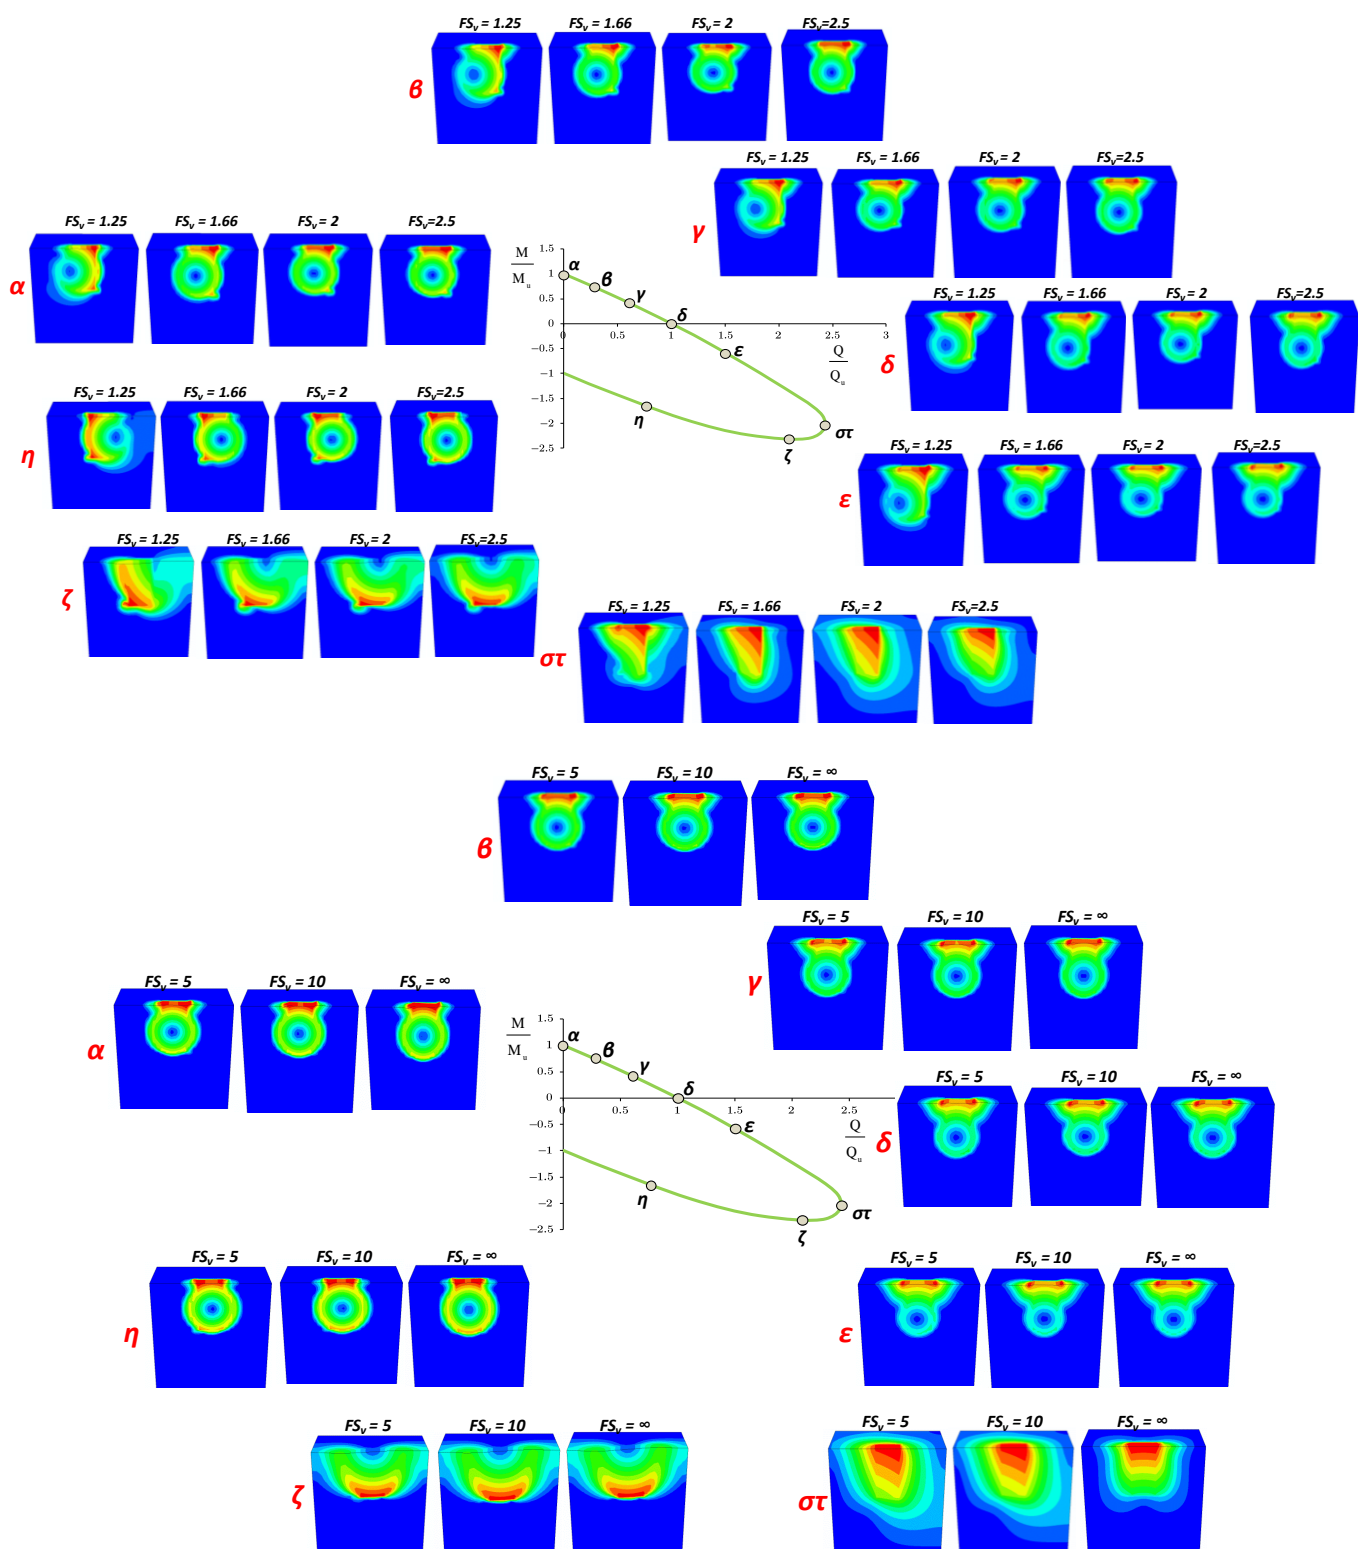 FSv = 1.25 FSv = 1.66 FSv = 2 FSv=2.5
β
FSv = 1.25 FSv = 1.66 FSv = 2 FSv=2.5
γ
FSv = 1.25 FSv = 1.66 FSv = 2 FSv=2.5
α
M
Mu
1.5
1
0.5
0
−0.5
−1
−1.5
−2
−2.5
0 0.5 1 1.5 2 2.5 3
α
β
γ
δ
ε
στ
ζ
η
Q
Qu
FSv = 1.25 FSv = 1.66 FSv = 2 FSv=2.5
δ
FSv = 1.25 FSv = 1.66 FSv = 2 FSv=2.5
η
FSv = 1.25 FSv = 1.66 FSv = 2 FSv=2.5
ε
FSv = 1.25 FSv = 1.66 FSv = 2 FSv=2.5
ζ
FSv = 1.25 FSv = 1.66 FSv = 2 FSv=2.5
στ
FSv = 5 FSv = 10 FSv = ∞
β
FSv = 5 FSv = 10 FSv = ∞
γ
FSv = 5 FSv = 10 FSv = ∞
α
M
Mu
1.5
1
0.5
0
−0.5
−1
−1.5
−2
−2.5
0 0.5 1 1.5 2 2.5
α
β
γ
δ
ε
στ
ζ
η
Q
Qu
FSv = 5 FSv = 10 FSv = ∞
δ
FSv = 5 FSv = 10 FSv = ∞
η
FSv = 5 FSv = 10 FSv = ∞
ε
FSv = 5 FSv = 10 FSv = ∞
ζ
FSv = 5 FSv = 10 FSv = ∞
στ